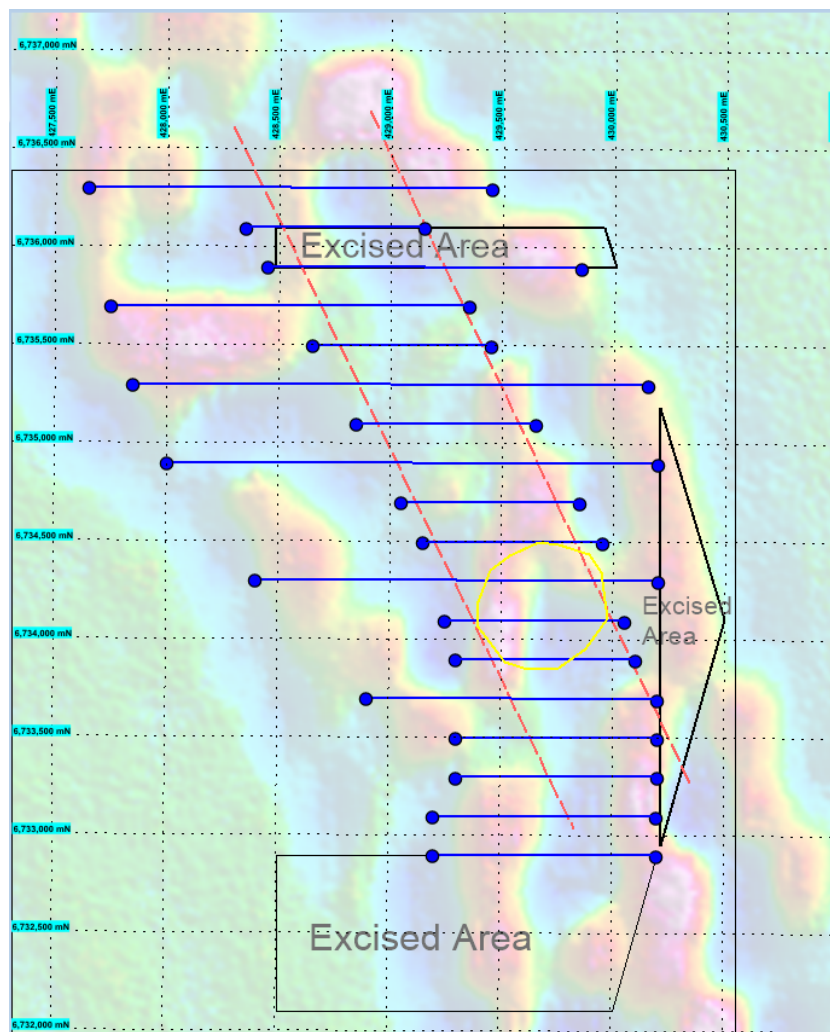 6,737,000 mN
427,500 mE
428,000 mE
428,500 mE
429,000 mE
429,500 mE
430,000 mE
430,500 mE
6,736,500 mN
6,736,000 mN
Excised Area
6,735,500 mN
6,735,000 mN
6,734,500 mN
Excised
Area
6,734,000 mN
6,733,500 mN
6,733,000 mN
6,732,500 mN
Excised Area
6,732,000 mN